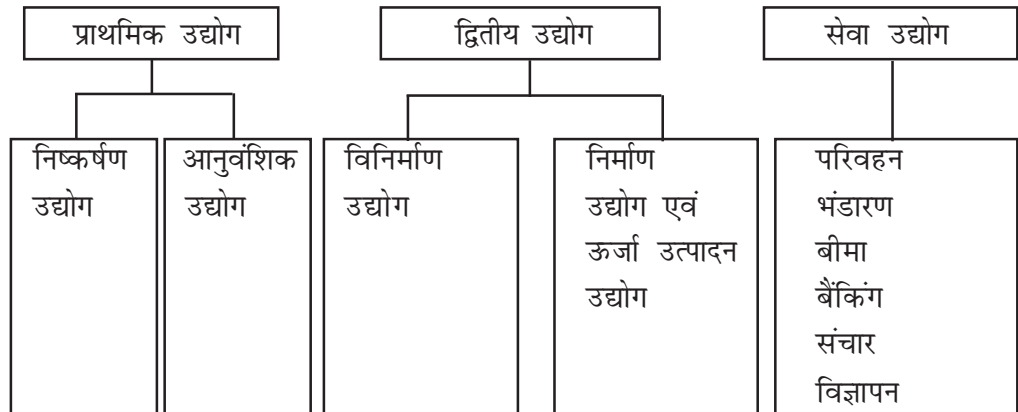 प्राथमिक उद्योग
द्वितीय उद्योग
सेवा उद्योग
निष्कर्षण
उद्योग
आनुवंशिक
उद्योग
विनिर्माण
उद्योग
निर्माण
उद्योग एवं
ऊर्जा उत्पादन
उद्योग
परिवहन
भंडारण
बीमा
बैंकिंग
संचार
विज्ञापन